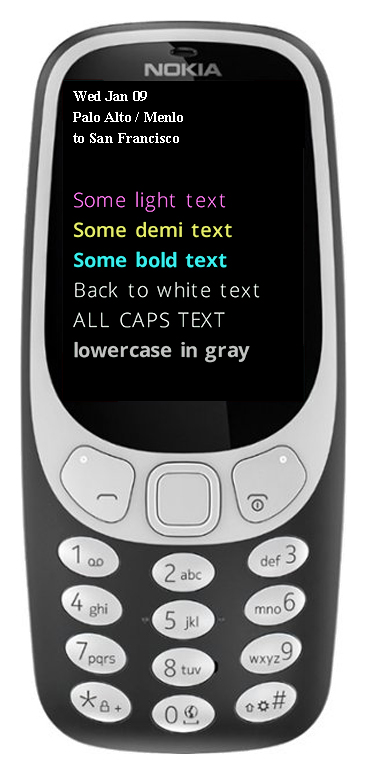 NOKIA
Wed Jan 09
Palo Alto / Menlo
to San Francisco
Some light text
Some demi text
Some bold text
Back to white text
ALL CAPS TEXT
lowercase in gray
1
2 abc
def 3
4 ghi
5 jkl
mno 6
7 pqrs
8 tuv
wxyz 9
* +
0
#